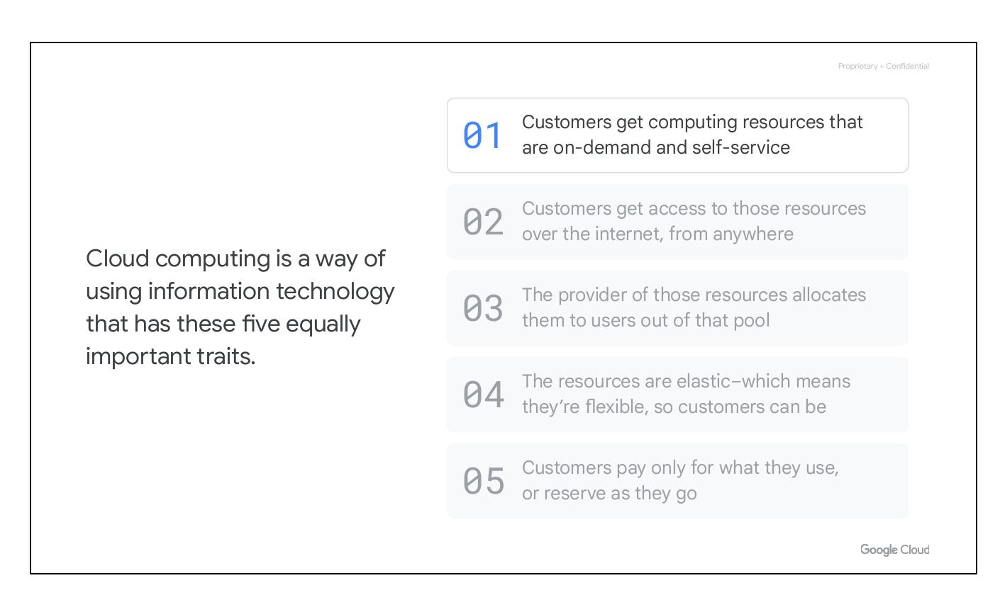 Proprietary + Confidential
Cloud computing is a way of
using information technology
that has these five equally
important traits.
01
Customers get computing resources that
are on-demand and self-service
02
Customers get access to those resources
over the internet, from anywhere
03
The provider of those resources allocates
them to users out of that pool
04
The resources are elastic–which means
they’re flexible, so customers can be
05
Customers pay only for what they use,
or reserve as they go
Google Cloud